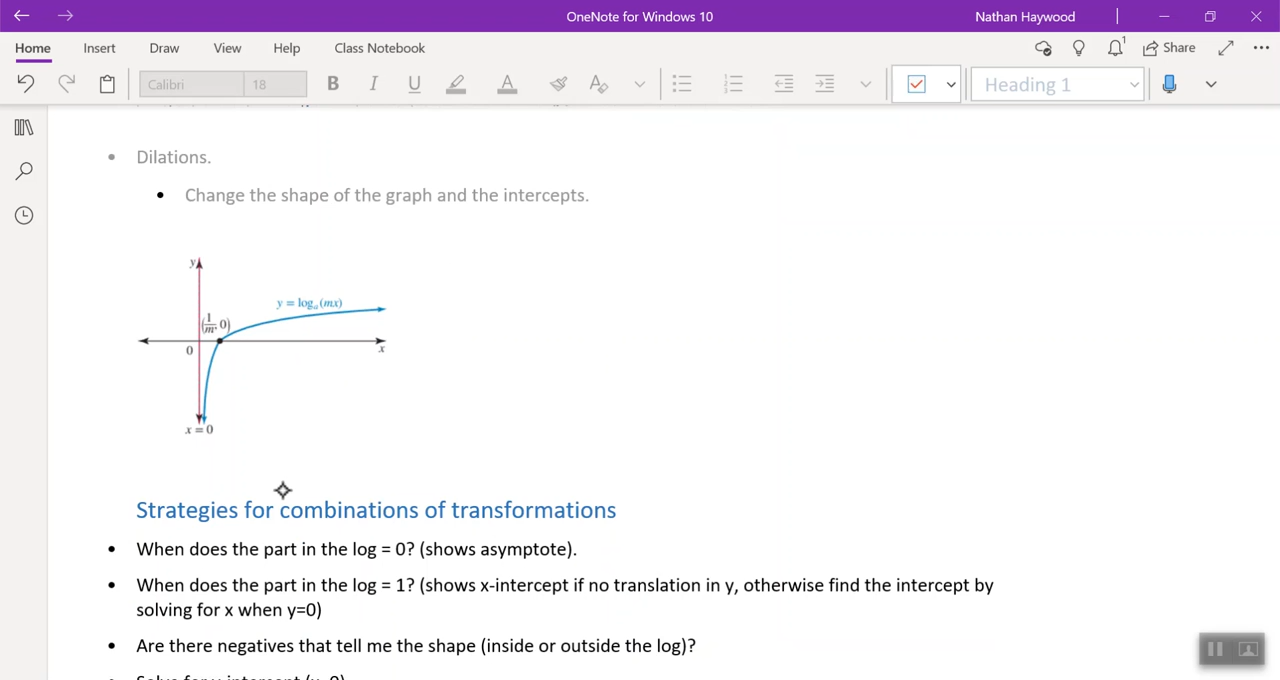 OneNote for Windows 10
Nathan Haywood
Home Insert Draw View Help Class Notebook
Share
1
Calibri 18
B I U A A
Heading 1
• Dilations.
• Change the shape of the graph and the intercepts.
y
y = logₐ(mx)
(1/m, 0)
0
x
x = 0
Strategies for combinations of transformations
• When does the part in the log = 0? (shows asymptote).
• When does the part in the log = 1? (shows x-intercept if no translation in y, otherwise find the intercept by
solving for x when y=0)
• Are there negatives that tell me the shape (inside or outside the log)?